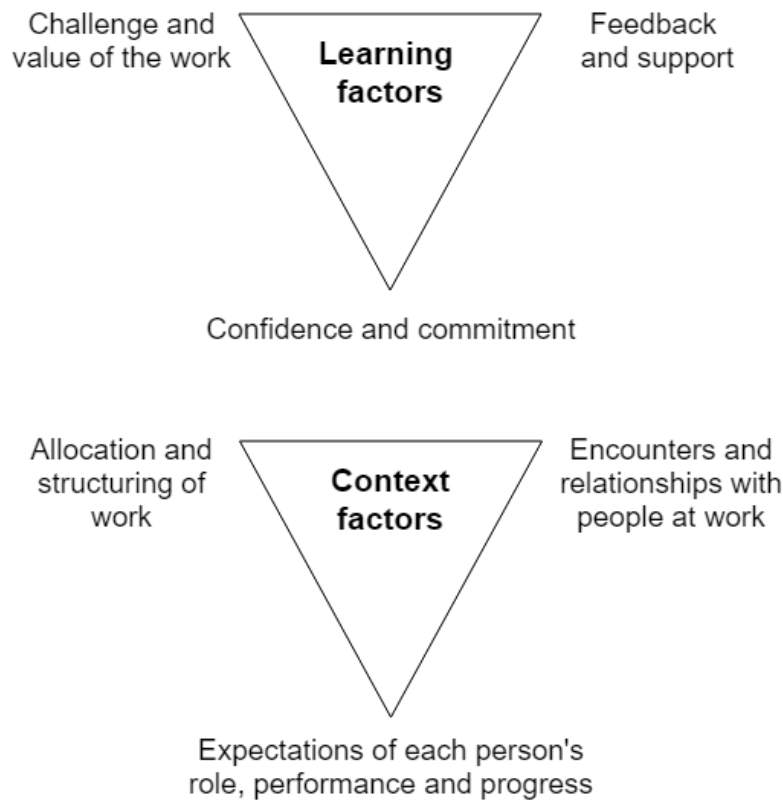 Challenge and
value of the work
Learning
factors
Feedback
and support
Confidence and commitment
Allocation and
structuring of
work
Context
factors
Encounters and
relationships with
people at work
Expectations of each person's
role, performance and progress